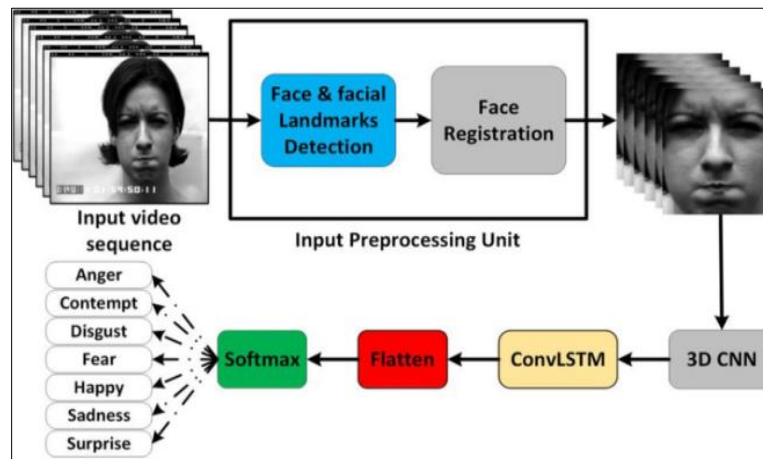 Face & facial
Landmarks
Detection
Face
Registration
Input video
sequence
Input Preprocessing Unit
Anger
Contempt
Disgust
Fear
Happy
Sadness
Surprise
Softmax
Flatten
ConvLSTM
3D CNN